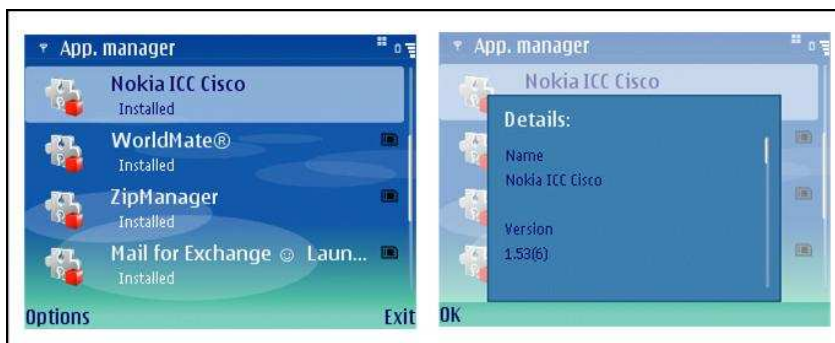 App. manager
Nokia ICC Cisco
Installed
WorldMate®
Installed
ZipManager
Installed
Mail for Exchange ☺ Laun...
Installed
Options Exit
App. manager
Nokia ICC Cisco
Details:
Name
Nokia ICC Cisco
Version
1.53(6)
OK